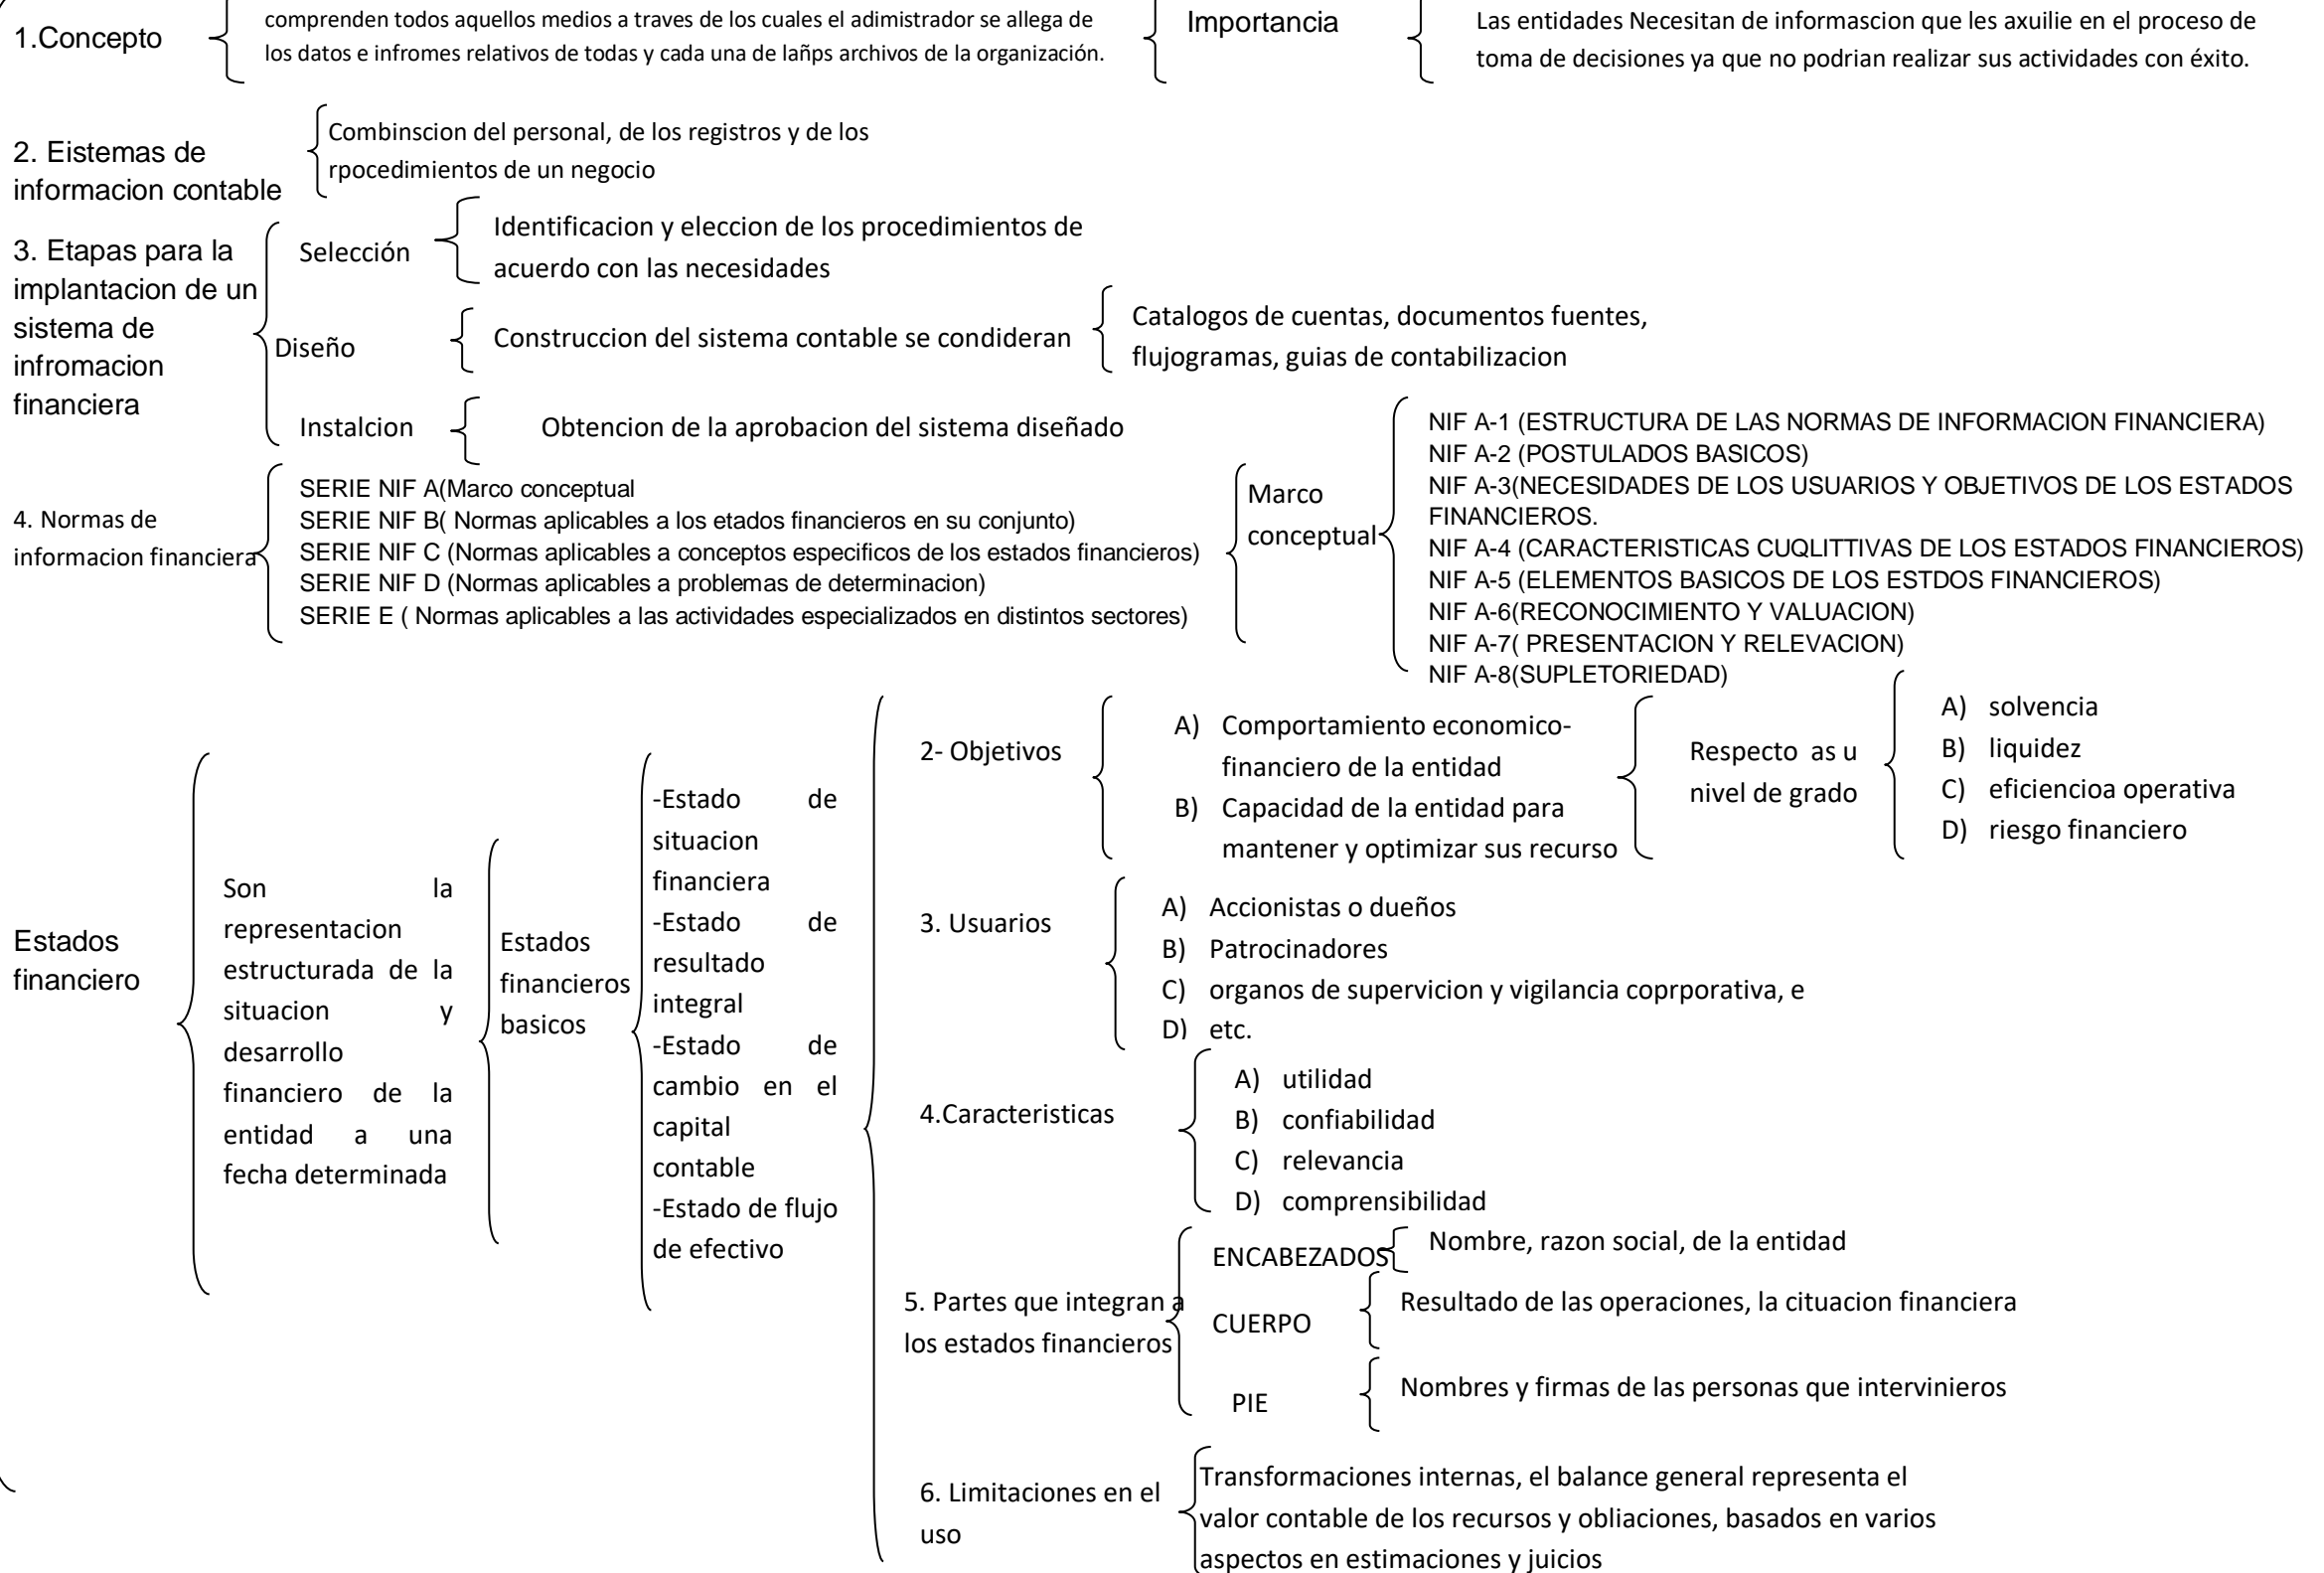 1.Concepto
comprenden todos aquellos medios a traves de los cuales el adimistrador se allega de
los datos e infromes relativos de todas y cada una de lañps archivos de la organización.
Importancia
Las entidades Necesitan de informascion que les axuilie en el proceso de
toma de decisiones ya que no podrian realizar sus actividades con éxito.
2. Eistemas de
informacion contable
Combinscion del personal, de los registros y de los
rpocedimientos de un negocio
3. Etapas para la
implantacion de un
sistema de
infromacion
financiera
Selección
Identificacion y eleccion de los procedimientos de
acuerdo con las necesidades
Diseño
Construccion del sistema contable se condideran
Catalogos de cuentas, documentos fuentes,
flujogramas, guias de contabilizacion
Instalcion
Obtencion de la aprobacion del sistema diseñado
4. Normas de
informacion financiera
SERIE NIF A(Marco conceptual
SERIE NIF B( Normas aplicables a los etados financieros en su conjunto)
SERIE NIF C (Normas aplicables a conceptos especificos de los estados financieros)
SERIE NIF D (Normas aplicables a problemas de determinacion)
SERIE E ( Normas aplicables a las actividades especializados en distintos sectores)
Marco
conceptual
NIF A-1 (ESTRUCTURA DE LAS NORMAS DE INFORMACION FINANCIERA)
NIF A-2 (POSTULADOS BASICOS)
NIF A-3(NECESIDADES DE LOS USUARIOS Y OBJETIVOS DE LOS ESTADOS
FINANCIEROS.
NIF A-4 (CARACTERISTICAS CUQLITTIVAS DE LOS ESTADOS FINANCIEROS)
NIF A-5 (ELEMENTOS BASICOS DE LOS ESTDOS FINANCIEROS)
NIF A-6(RECONOCIMIENTO Y VALUACION)
NIF A-7( PRESENTACION Y RELEVACION)
NIF A-8(SUPLETORIEDAD)
Estados
financiero
Son la
representacion
estructurada de la
situacion y
desarrollo
financiero de la
entidad a una
fecha determinada
Estados
financieros
basicos
-Estado de
situacion
financiera
-Estado de
resultado
integral
-Estado de
cambio en el
capital
contable
-Estado de flujo
de efectivo
2- Objetivos
A) Comportamiento economico-
financiero de la entidad
B) Capacidad de la entidad para
mantener y optimizar sus recurso
Respecto as u
nivel de grado
A) solvencia
B) liquidez
C) eficiencioa operativa
D) riesgo financiero
3. Usuarios
A) Accionistas o dueños
B) Patrocinadores
C) organos de supervicion y vigilancia coprporativa, e
D) etc.
4.Caracteristicas
A) utilidad
B) confiabilidad
C) relevancia
D) comprensibilidad
5. Partes que integran a
los estados financieros
ENCABEZADOS
Nombre, razon social, de la entidad
CUERPO
Resultado de las operaciones, la cituacion financiera
PIE
Nombres y firmas de las personas que intervinieros
6. Limitaciones en el
uso
Transformaciones internas, el balance general representa el
valor contable de los recursos y obliaciones, basados en varios
aspectos en estimaciones y juicios